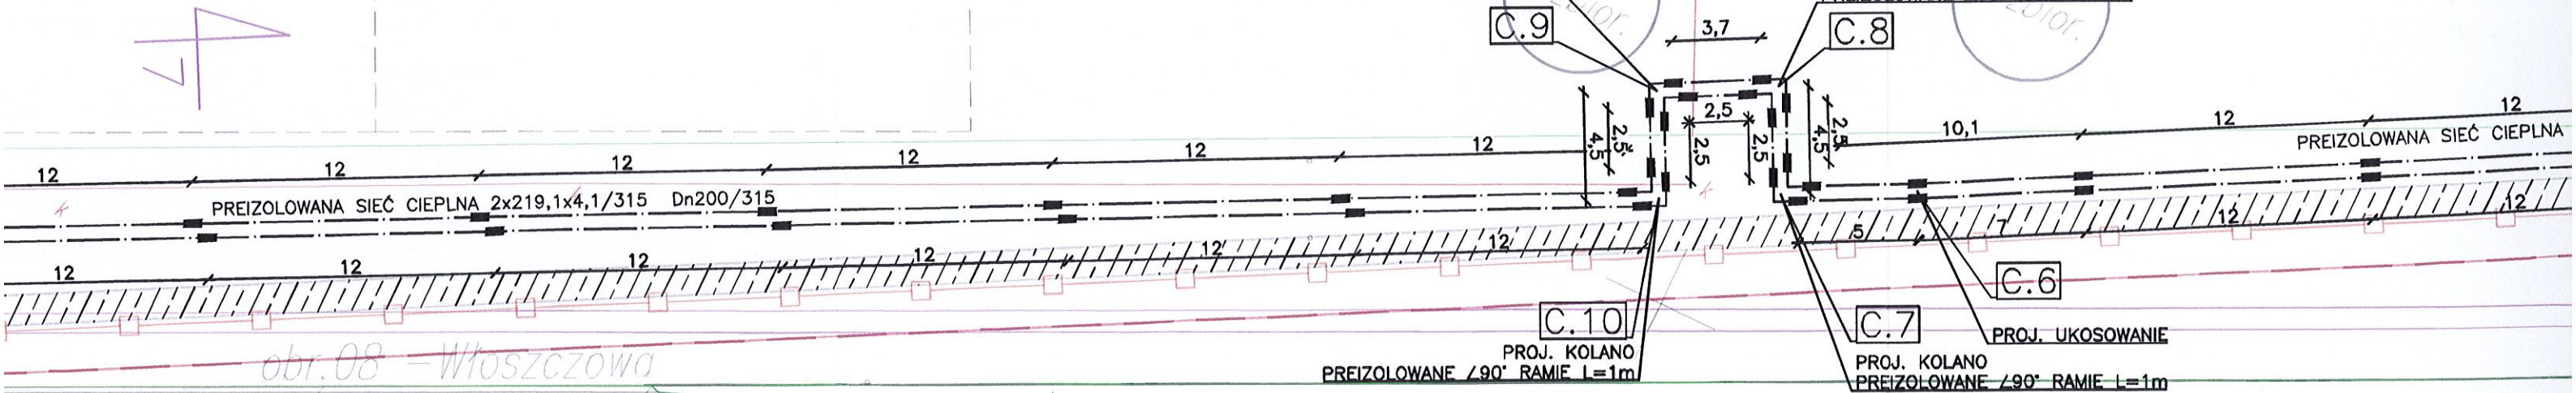 C.9
3,7
C.8
2,5
4,5
2,5
2,5
2,5
4,5
2,5
10,1
12
12
PREIZOLOWANA SIEĆ CIEPLNA
12
12
12
12
12
12
PREIZOLOWANA SIEĆ CIEPLNA 2x219,1x4,1/315 Dn200/315
12
12
12
12
12
12
5
7
12
12
C.6
C.10
PROJ. KOLANO
PREIZOLOWANE ∠90° RAMIE L=1m
C.7
PROJ. UKOSOWANIE
PROJ. KOLANO
PREIZOLOWANE ∠90° RAMIE L=1m
obr.08 - Włoszczowa